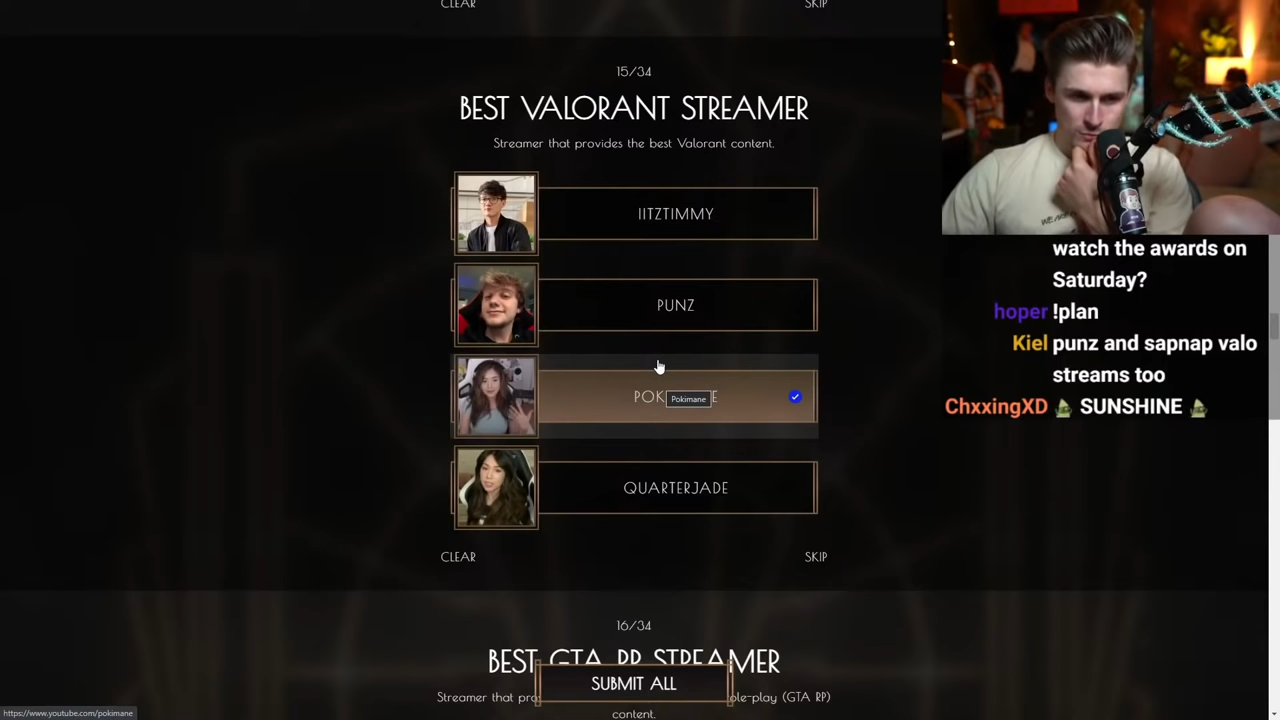 CLEAR
SKIP
15/34
BEST VALORANT STREAMER
Streamer that provides the best Valorant content.
IITZTIMMY
PUNZ
POK E
Pokimane
QUARTERJADE
CLEAR
SKIP
16/34
BEST GTA RP STREAMER
Streamer that pro ole-play (GTA RP)
content.
SUBMIT ALL
https://www.youtube.com/pokimane
watch the awards on
Saturday?
hoper !plan
Kiel punz and sapnap valo
streams too
ChxxingXD SUNSHINE